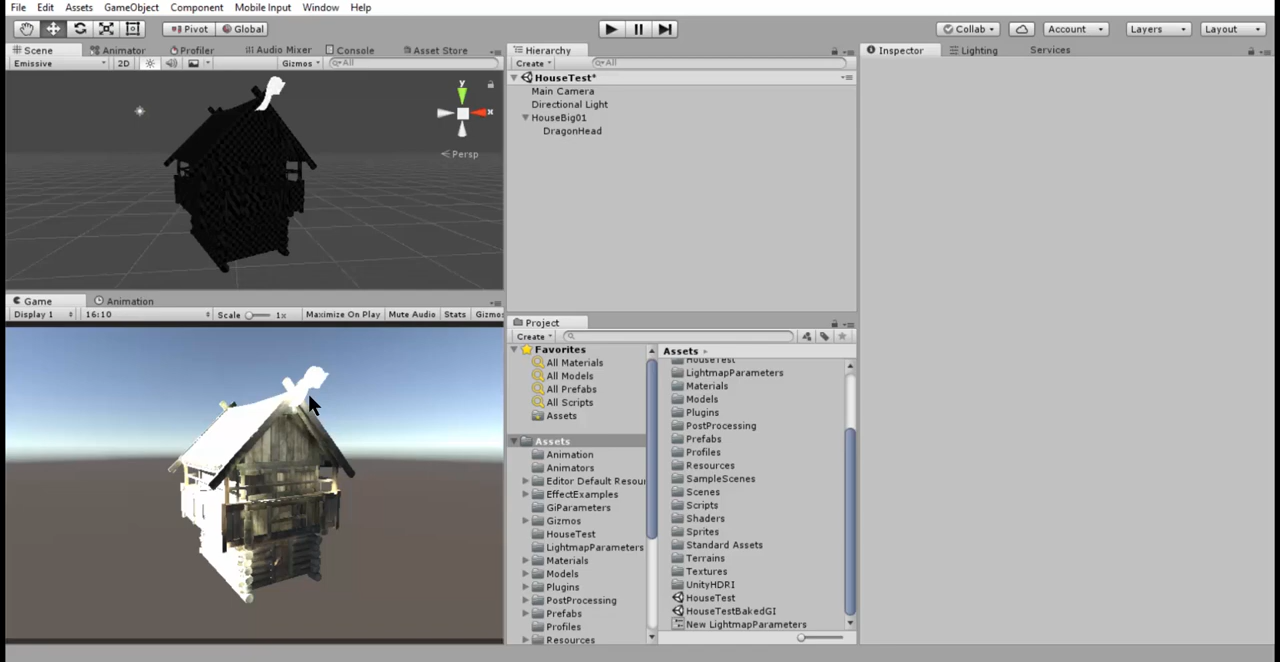 File Edit Assets GameObject Component Mobile Input Window Help
Pivot Global Collab Account Layers Layout
Scene Animator Profiler Audio Mixer Console Asset Store
Emissive 2D Gizmos All
y
x
Persp
Game Animation
Display 1 16:10 Scale 1x Maximize On Play Mute Audio Stats Gizmos
Hierarchy
Create All
HouseTest*
Main Camera
Directional Light
HouseBig01
DragonHead
Project
Create
Favorites
All Materials
All Models
All Prefabs
All Scripts
Assets
Assets
Animation
Animators
Editor Default Resour
EffectExamples
GiParameters
Gizmos
HouseTest
LightmapParameters
Materials
Models
Plugins
PostProcessing
Prefabs
Profiles
Resources
Assets
HouseTest
LightmapParameters
Materials
Models
Plugins
PostProcessing
Prefabs
Profiles
Resources
SampleScenes
Scenes
Scripts
Shaders
Sprites
Standard Assets
Terrains
Textures
UnityHDRI
HouseTest
HouseTestBakedGI
New LightmapParameters
Inspector Lighting Services